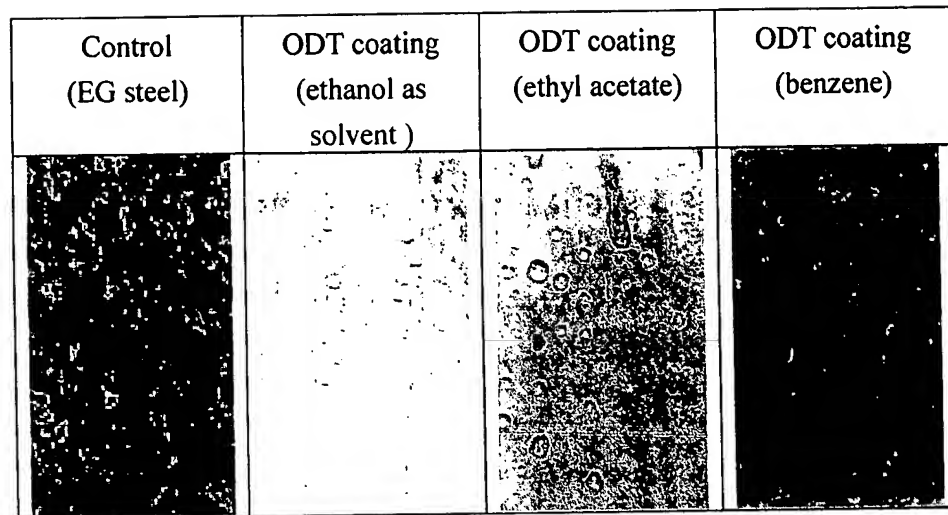 Control
(EG steel)
ODT coating
(ethanol as
solvent )
ODT coating
(ethyl acetate)
ODT coating
(benzene)